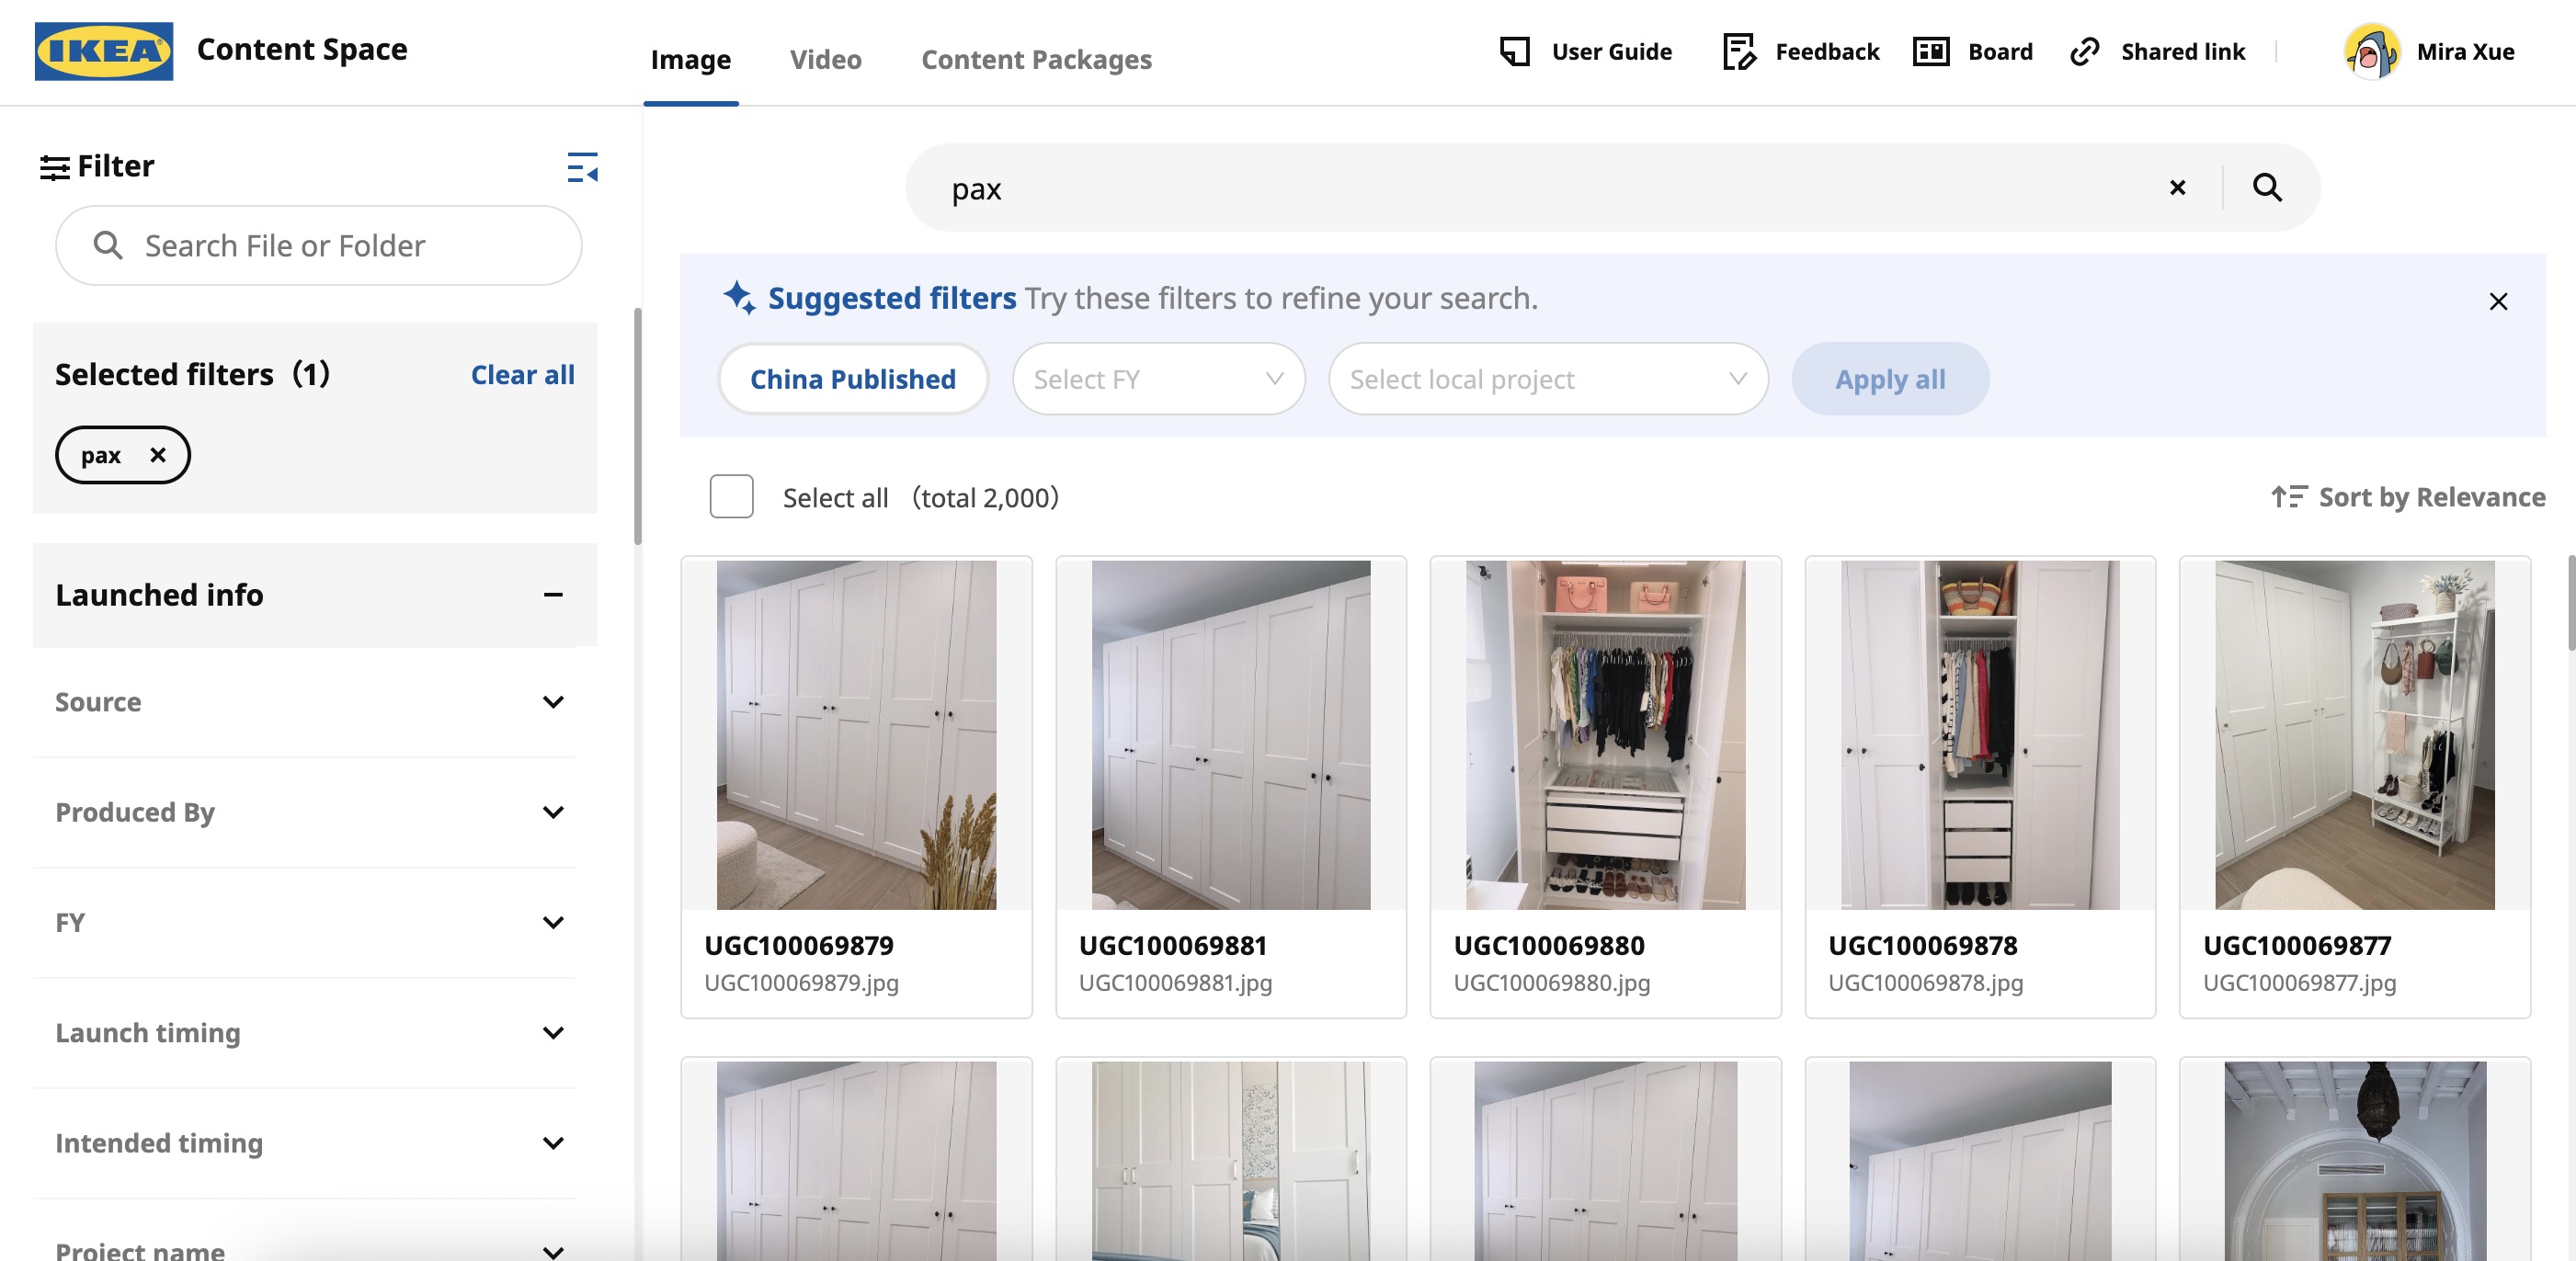 IKEA
Content Space
Image
Video
Content Packages
User Guide
Feedback
Board
Shared link
Mira Xue
Filter
Search File or Folder
Selected filters (1)
Clear all
pax
Launched info
Source
Produced By
FY
Launch timing
Intended timing
Project name
pax
Suggested filters Try these filters to refine your search.
China Published
Select FY
Select local project
Apply all
Select all (total 2,000)
Sort by Relevance
UGC100069879
UGC100069879.jpg
UGC100069881
UGC100069881.jpg
UGC100069880
UGC100069880.jpg
UGC100069878
UGC100069878.jpg
UGC100069877
UGC100069877.jpg